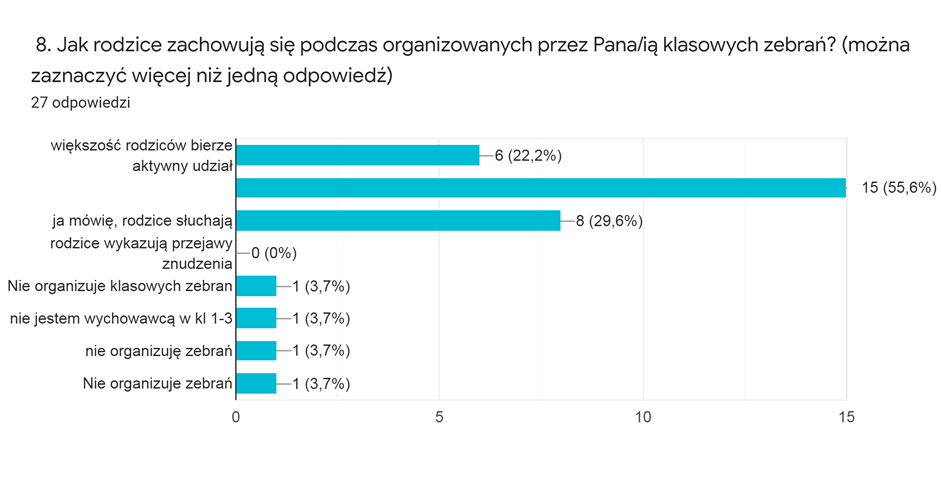 8. Jak rodzice zachowują się podczas organizowanych przez Pana/ią klasowych zebrań? (można
zaznaczyć więcej niż jedną odpowiedź)
27 odpowiedzi
większość rodziców bierze
aktywny udział
6 (22,2%)
15 (55,6%)
ja mówię, rodzice słuchają
8 (29,6%)
rodzice wykazują przejawy
znudzenia
0 (0%)
Nie organizuje klasowych zebran
1 (3,7%)
nie jestem wychowawcą w kl 1-3
1 (3,7%)
nie organizuję zebrań
1 (3,7%)
Nie organizuje zebrań
1 (3,7%)
0 5 10 15